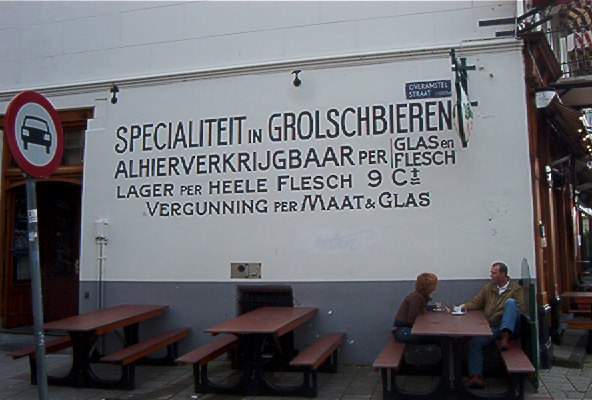 OVERAMSTEL
STRAAT
SPECIALITEIT IN GROLSCHBIEREN
ALHIERVERKRIJGBAAR PER GLAS en FLESCH
LAGER PER HEELE FLESCH 9 Ct
VERGUNNING PER MAAT & GLAS